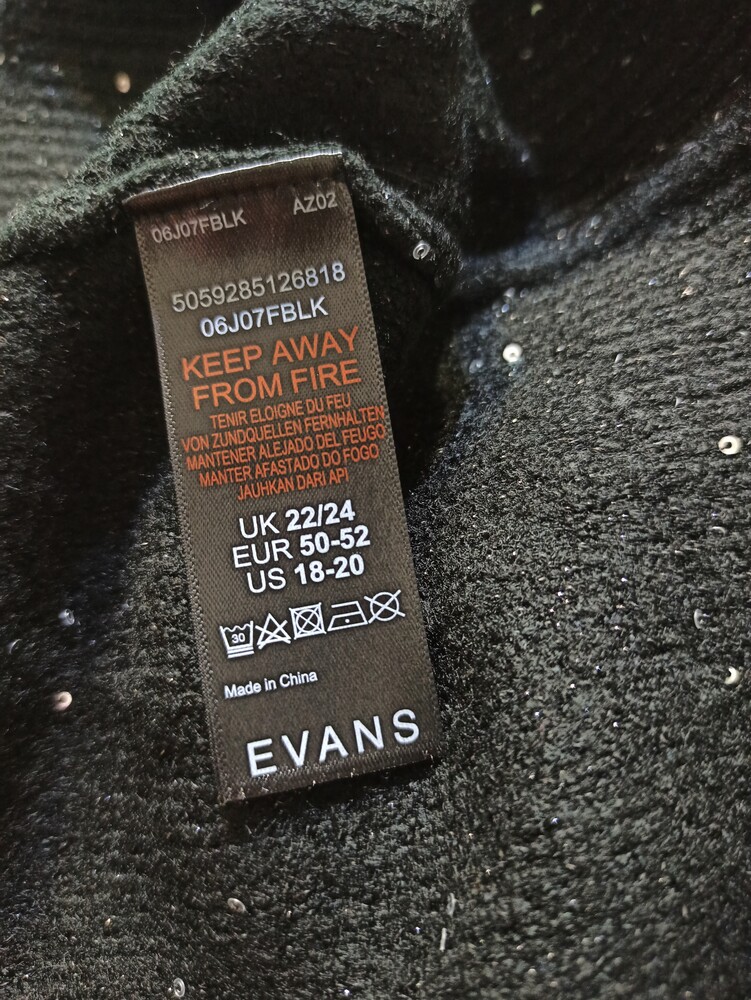 06J07FBLK AZ02
5059285126818
06J07FBLK
KEEP AWAY
FROM FIRE
TENIR ELOIGNE DU FEU
VON ZUNDQUELLEN FERNHALTEN
MANTENER ALEJADO DEL FEUGO
MANTER AFASTADO DO FOGO
JAUHKAN DARI API
UK 22/24
EUR 50-52
US 18-20
30
Made in China
EVANS